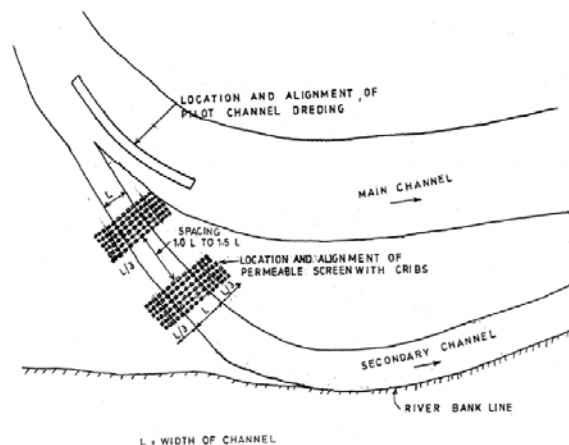 LOCATION AND ALIGNMENT OF
PILOT CHANNEL DREDING
MAIN CHANNEL
L
SPACING
1.0 L TO 1.5 L
L/3
LOCATION AND ALIGNMENT OF
PERMEABLE SCREEN WITH CRIBS
L/3
L
L/3
SECONDARY CHANNEL
RIVER BANK LINE
L = WIDTH OF CHANNEL